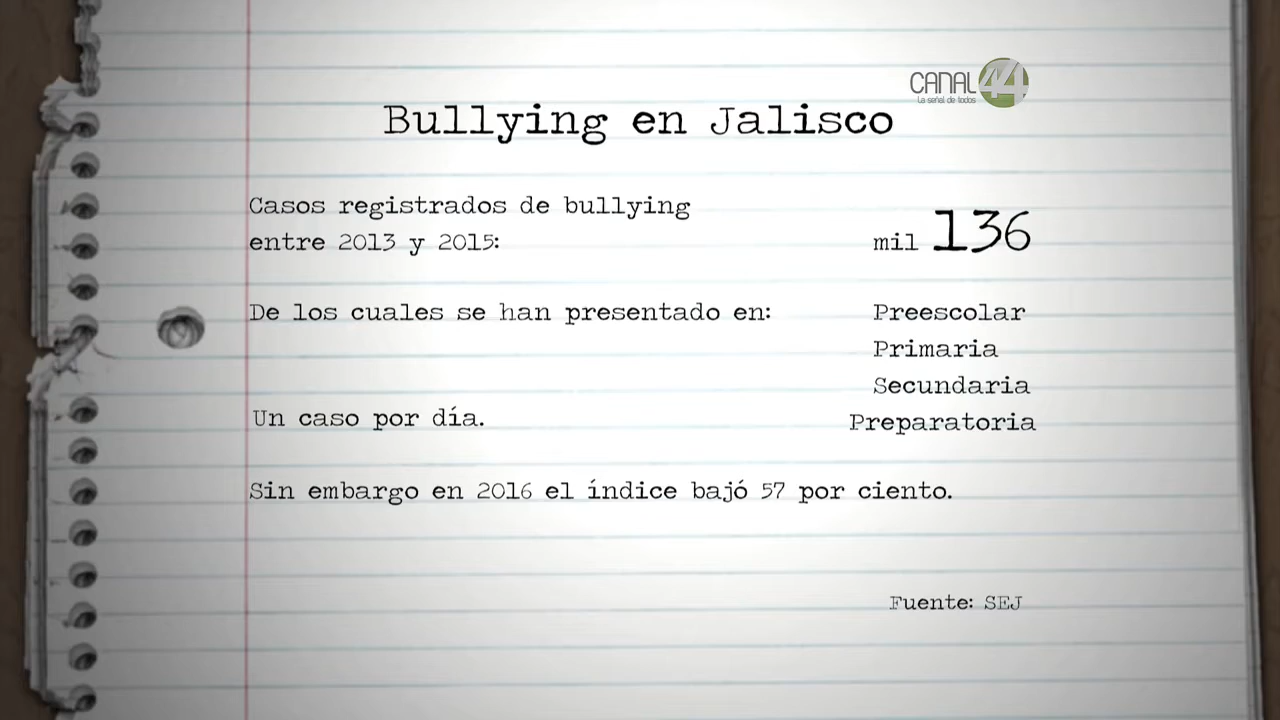 CANAL 44
La señal de todos
Bullying en Jalisco
Casos registrados de bullying
entre 2013 y 2015:
mil 136
De los cuales se han presentado en:
Preescolar
Primaria
Secundaria
Preparatoria
Un caso por día.
Sin embargo en 2016 el índice bajó 57 por ciento.
Fuente: SEJ